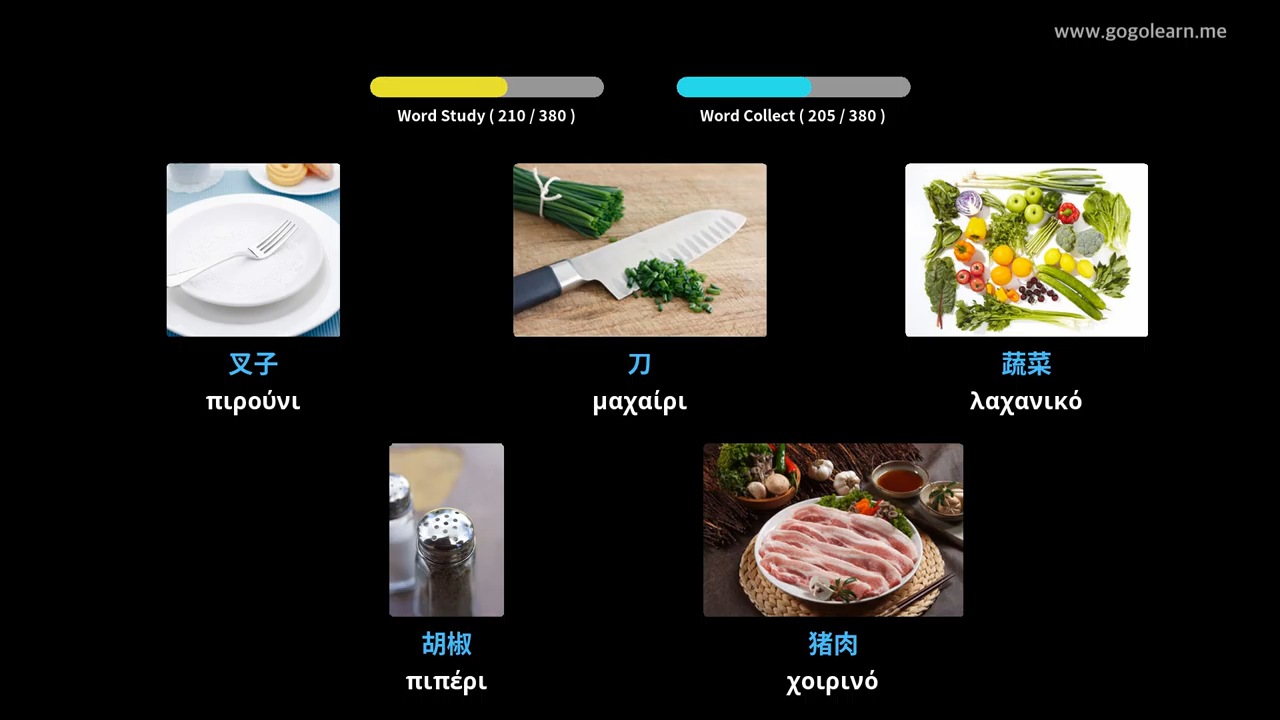 www.gogolearn.me
Word Study ( 210 / 380 )
Word Collect ( 205 / 380 )
叉子
πιρούνι
刀
μαχαίρι
蔬菜
λαχανικό
胡椒
πιπέρι
猪肉
χοιρινό